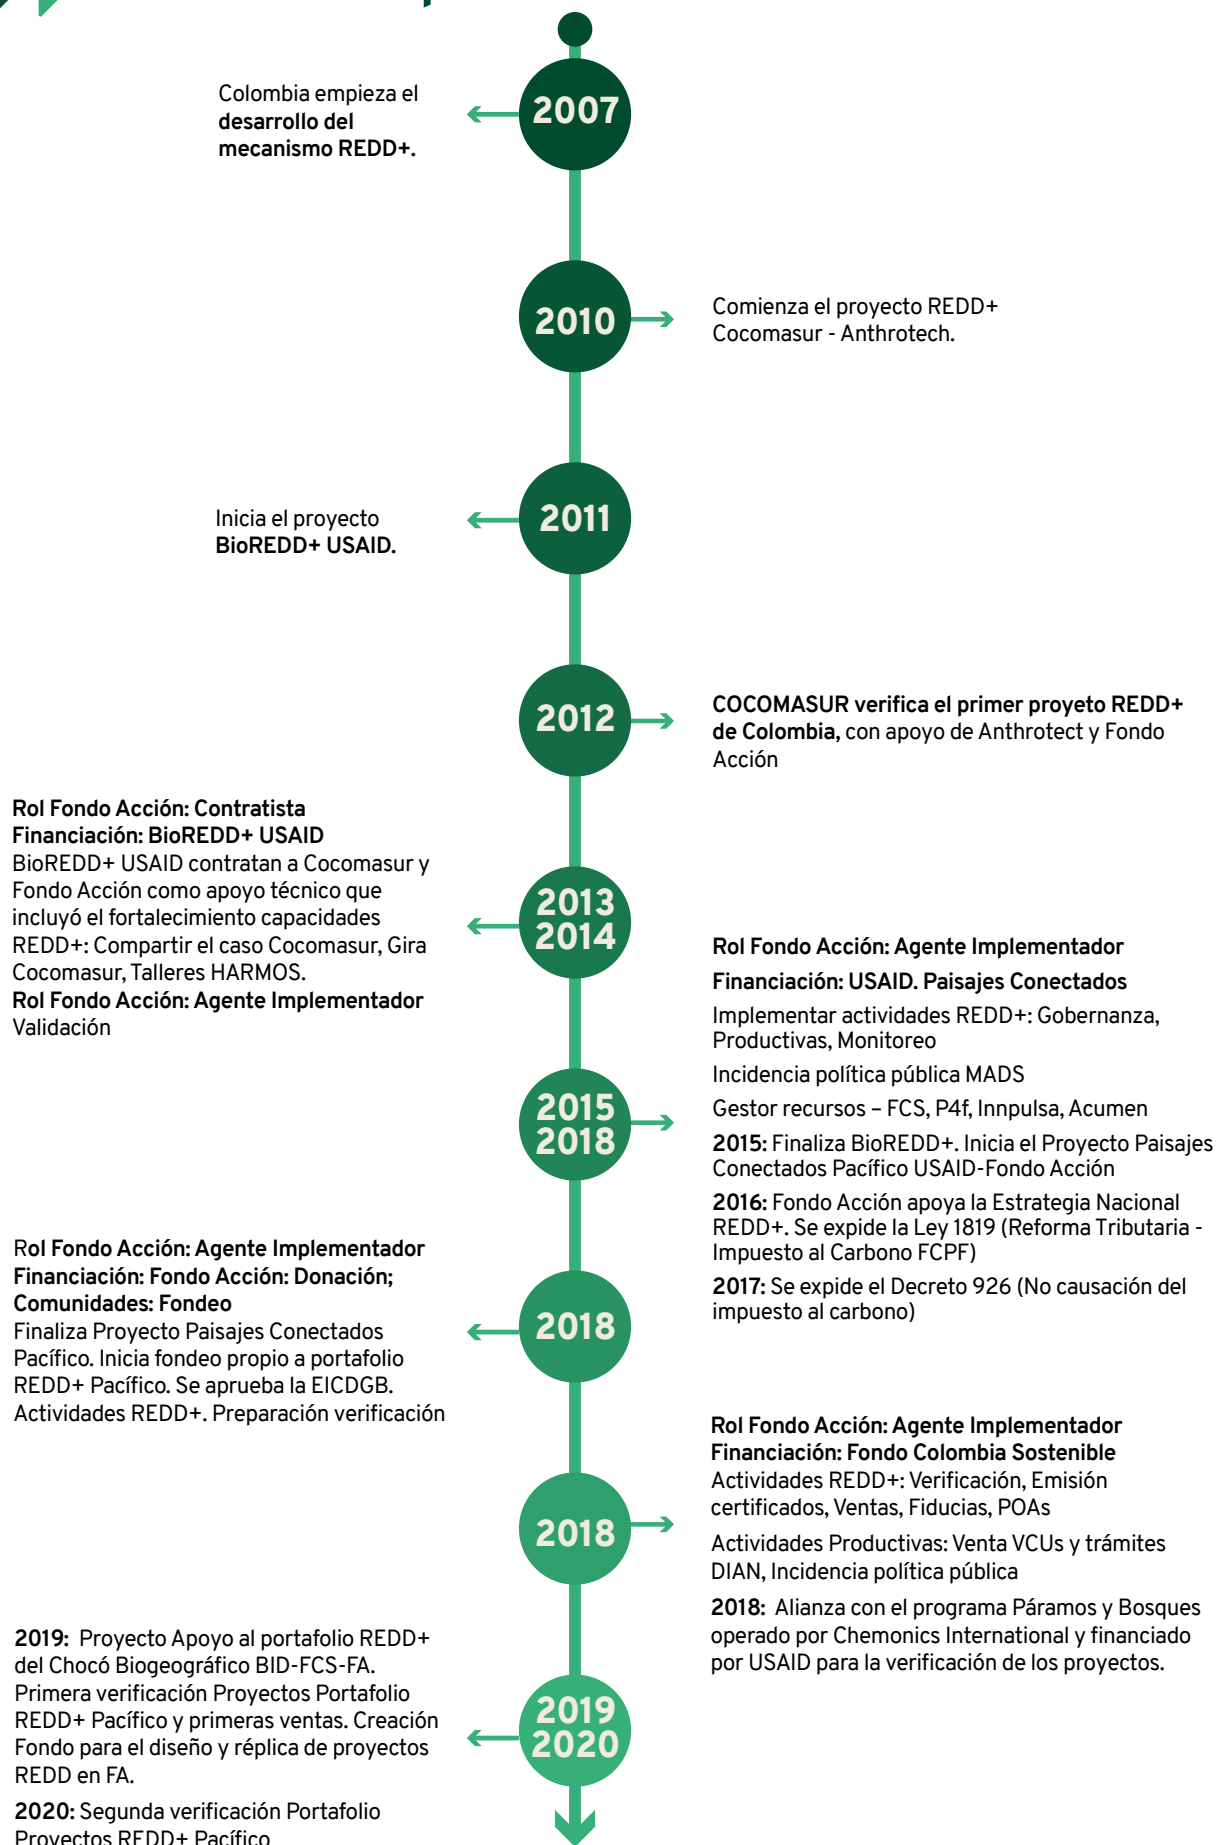 2007
Colombia empieza el
desarrollo del
mecanismo REDD+.
2010
Comienza el proyecto REDD+
Cocomasur - Anthrotech.
2011
Inicia el proyecto
BioREDD+ USAID.
2012
COCOMASUR verifica el primer proyeto REDD+
de Colombia, con apoyo de Anthrotect y Fondo
Acción
2013
2014
Rol Fondo Acción: Contratista
Financiación: BioREDD+ USAID
BioREDD+ USAID contratan a Cocomasur y
Fondo Acción como apoyo técnico que
incluyó el fortalecimiento capacidades
REDD+: Compartir el caso Cocomasur, Gira
Cocomasur, Talleres HARMOS.
Rol Fondo Acción: Agente Implementador
Validación
2015
2018
Rol Fondo Acción: Agente Implementador
Financiación: USAID. Paisajes Conectados
Implementar actividades REDD+: Gobernanza,
Productivas, Monitoreo
Incidencia política pública MADS
Gestor recursos – FCS, P4f, Innpulsa, Acumen
2015: Finaliza BioREDD+. Inicia el Proyecto Paisajes
Conectados Pacífico USAID-Fondo Acción
2016: Fondo Acción apoya la Estrategia Nacional
REDD+. Se expide la Ley 1819 (Reforma Tributaria -
Impuesto al Carbono FCPF)
2017: Se expide el Decreto 926 (No causación del
impuesto al carbono)
2018
Rol Fondo Acción: Agente Implementador
Financiación: Fondo Acción: Donación;
Comunidades: Fondeo
Finaliza Proyecto Paisajes Conectados
Pacífico. Inicia fondeo propio a portafolio
REDD+ Pacífico. Se aprueba la EICDGB.
Actividades REDD+. Preparación verificación
2018
Rol Fondo Acción: Agente Implementador
Financiación: Fondo Colombia Sostenible
Actividades REDD+: Verificación, Emisión
certificados, Ventas, Fiducias, POAs
Actividades Productivas: Venta VCUs y trámites
DIAN, Incidencia política pública
2018: Alianza con el programa Páramos y Bosques
operado por Chemonics International y financiado
por USAID para la verificación de los proyectos.
2019
2020
2019: Proyecto Apoyo al portafolio REDD+
del Chocó Biogeográfico BID-FCS-FA.
Primera verificación Proyectos Portafolio
REDD+ Pacífico y primeras ventas. Creación
Fondo para el diseño y réplica de proyectos
REDD en FA.
2020: Segunda verificación Portafolio
Proyectos REDD+ Pacífico